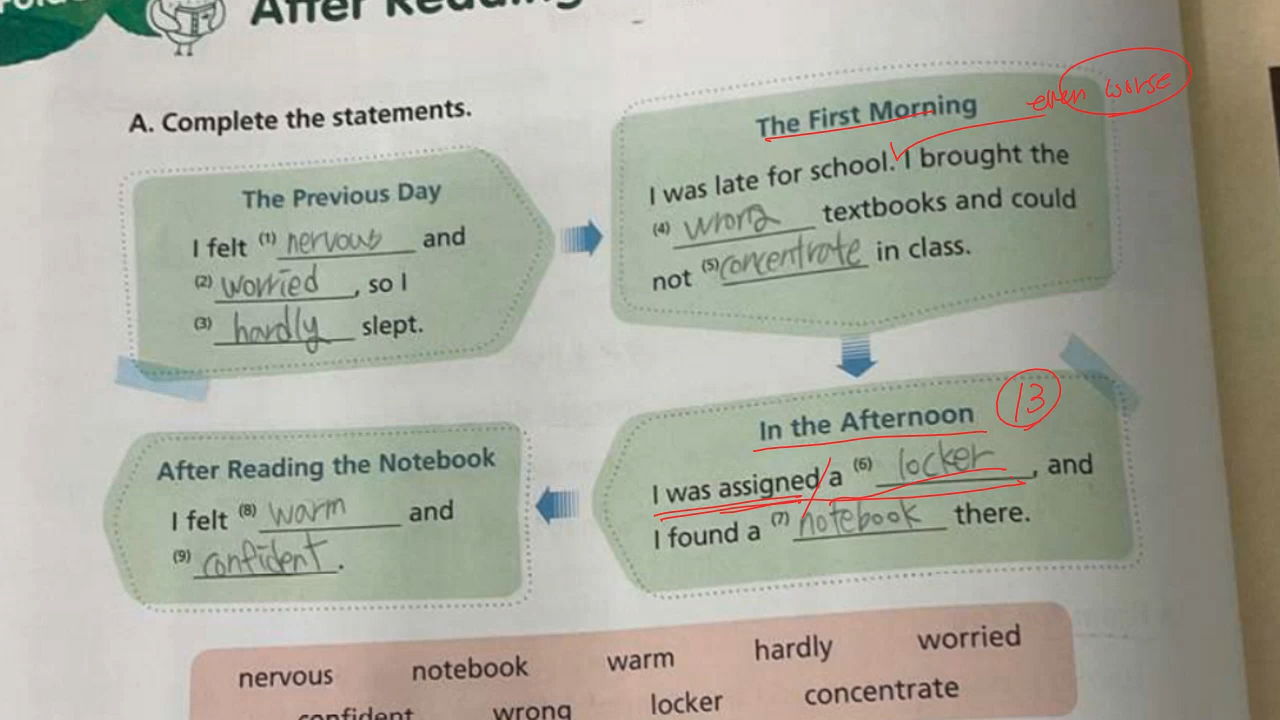 After Reading
A. Complete the statements.
The Previous Day
I felt (1) nervous and
(2) worried, so I
(3) hardly slept.
The First Morning
even worse
I was late for school. I brought the
(4) wrong textbooks and could
not (5) concentrate in class.
In the Afternoon
13
I was assigned a (6) locker, and
I found a (7) notebook there.
After Reading the Notebook
I felt (8) warm and
(9) confident.
nervous notebook warm hardly worried
confident wrong locker concentrate